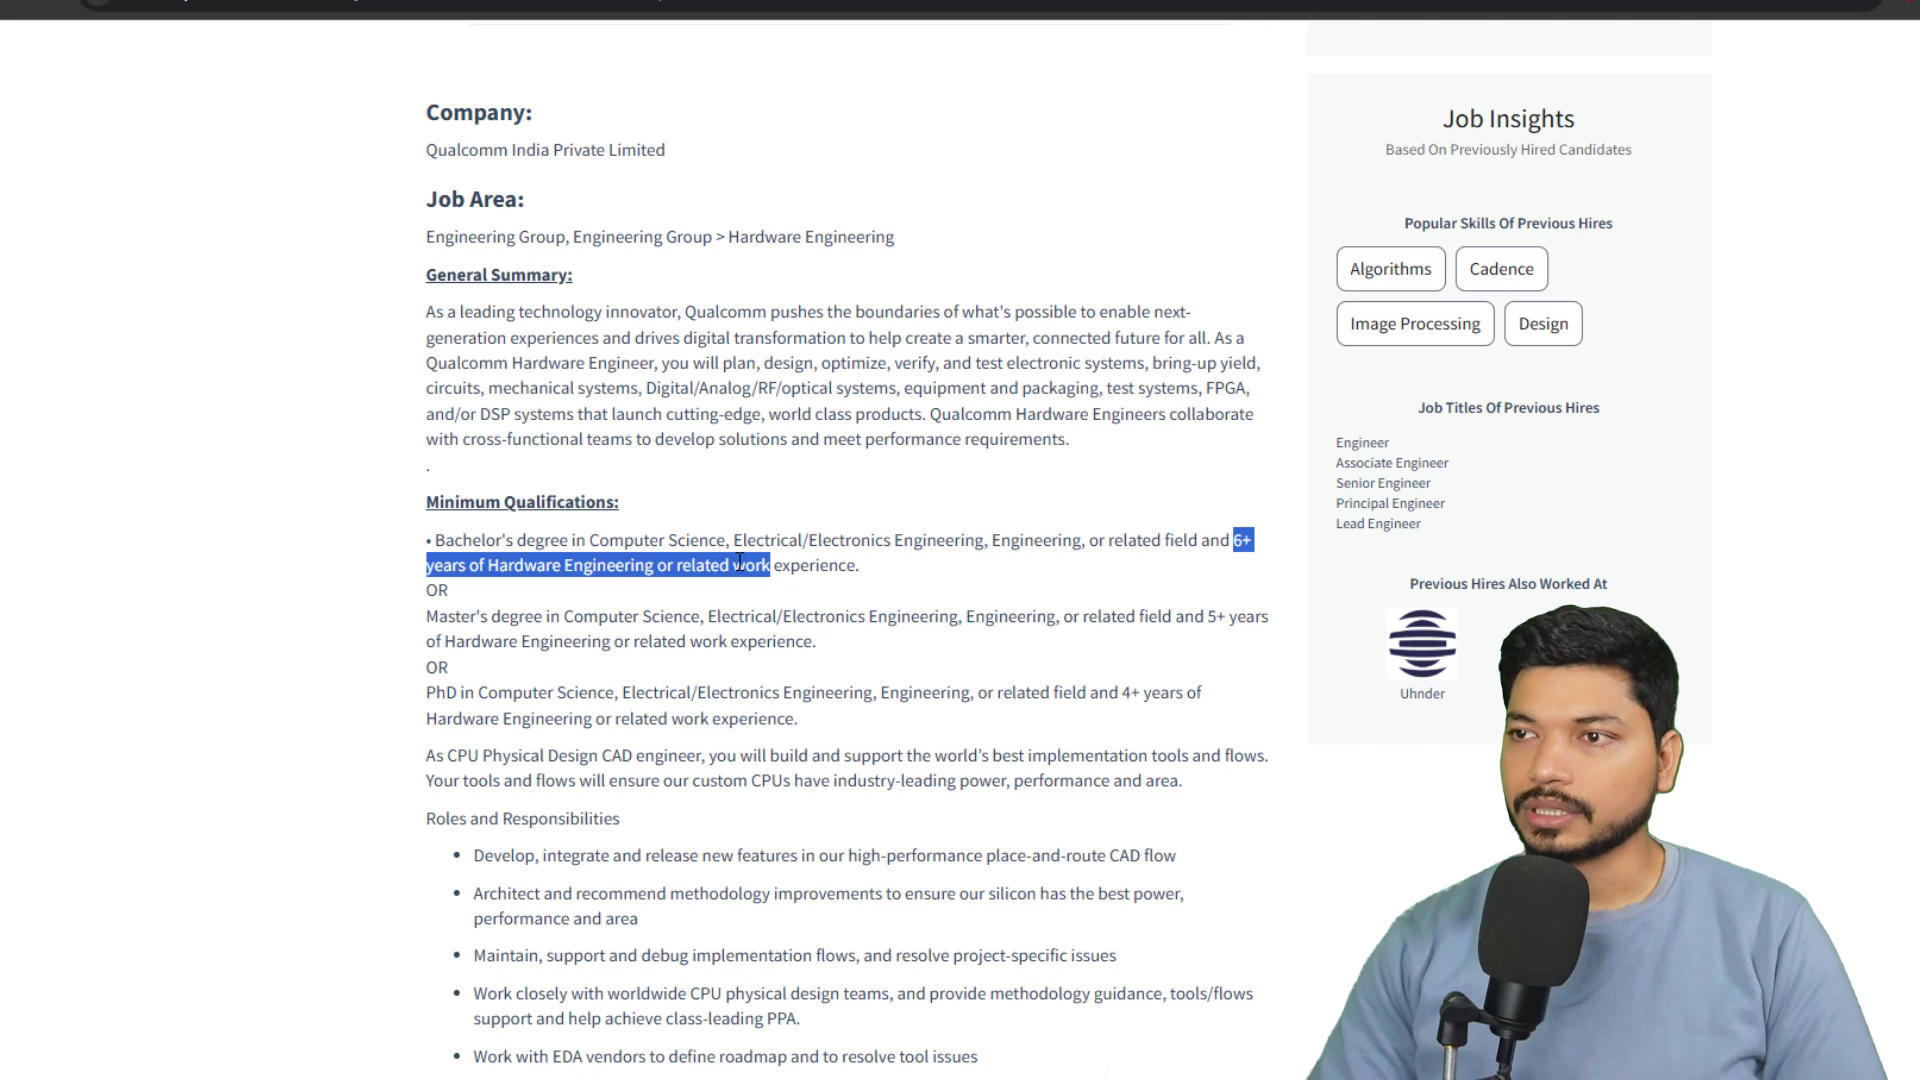 Company:
Qualcomm India Private Limited
Job Area:
Engineering Group, Engineering Group > Hardware Engineering
General Summary:
As a leading technology innovator, Qualcomm pushes the boundaries of what's possible to enable next-
generation experiences and drives digital transformation to help create a smarter, connected future for all. As a
Qualcomm Hardware Engineer, you will plan, design, optimize, verify, and test electronic systems, bring-up yield,
circuits, mechanical systems, Digital/Analog/RF/optical systems, equipment and packaging, test systems, FPGA,
and/or DSP systems that launch cutting-edge, world class products. Qualcomm Hardware Engineers collaborate
with cross-functional teams to develop solutions and meet performance requirements.
.
Minimum Qualifications:
• Bachelor's degree in Computer Science, Electrical/Electronics Engineering, Engineering, or related field and 6+
years of Hardware Engineering or related work experience.
OR
Master's degree in Computer Science, Electrical/Electronics Engineering, Engineering, or related field and 5+ years
of Hardware Engineering or related work experience.
OR
PhD in Computer Science, Electrical/Electronics Engineering, Engineering, or related field and 4+ years of
Hardware Engineering or related work experience.
As CPU Physical Design CAD engineer, you will build and support the world’s best implementation tools and flows.
Your tools and flows will ensure our custom CPUs have industry-leading power, performance and area.
Roles and Responsibilities
• Develop, integrate and release new features in our high-performance place-and-route CAD flow
• Architect and recommend methodology improvements to ensure our silicon has the best power,
performance and area
• Maintain, support and debug implementation flows, and resolve project-specific issues
• Work closely with worldwide CPU physical design teams, and provide methodology guidance, tools/flows
support and help achieve class-leading PPA.
• Work with EDA vendors to define roadmap and to resolve tool issues
Job Insights
Based On Previously Hired Candidates
Popular Skills Of Previous Hires
Algorithms
Cadence
Image Processing
Design
Job Titles Of Previous Hires
Engineer
Associate Engineer
Senior Engineer
Principal Engineer
Lead Engineer
Previous Hires Also Worked At
Uhnder